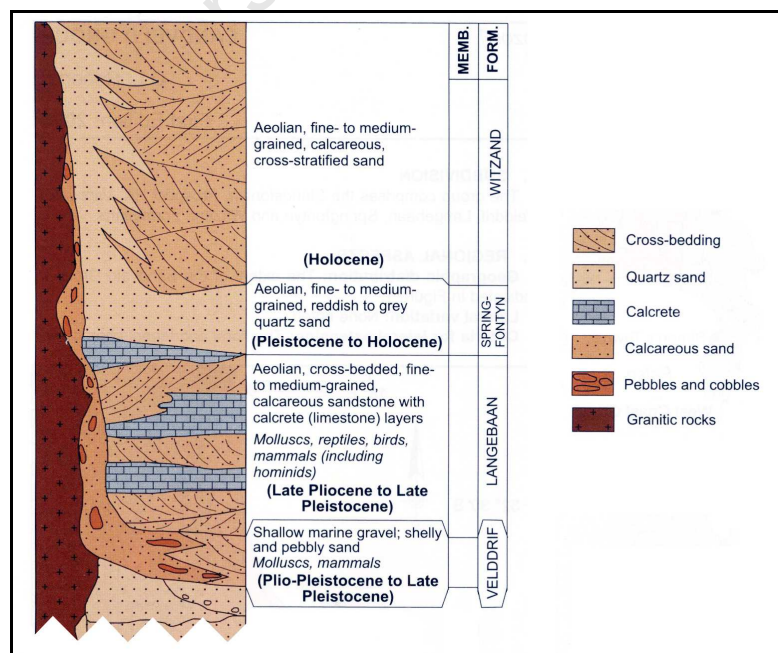 MEMB.
FORM.
Aeolian, fine- to medium-
grained, calcareous,
cross-stratified sand
(Holocene)
WITZAND
Aeolian, fine- to medium-
grained, reddish to grey
quartz sand
(Pleistocene to Holocene)
SPRING-
FONTYN
Aeolian, cross-bedded, fine-
to medium-grained,
calcareous sandstone with
calcrete (limestone) layers
Molluscs, reptiles, birds,
mammals (including
hominids)
(Late Pliocene to Late
Pleistocene)
LANGEBAAN
Shallow marine gravel; shelly
and pebbly sand
Molluscs, mammals
(Plio-Pleistocene to Late
Pleistocene)
VELDDRIF
Cross-bedding
Quartz sand
Calcrete
Calcareous sand
Pebbles and cobbles
Granitic rocks